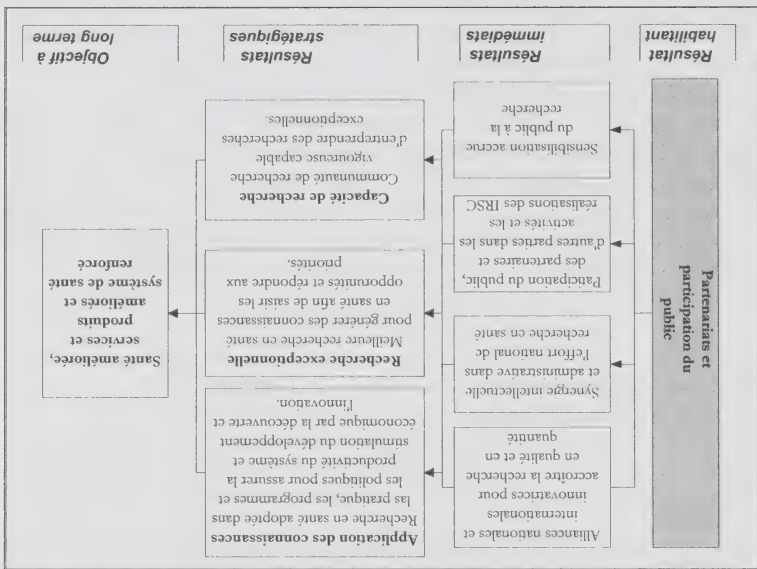 Partenariats et
participation du
public
Alliances nationales et
internationales
innovatrices pour
accroître la recherche
en qualité et en
quantité
Synergie intellectuelle
et administrative dans
l'effort national de
recherche en santé
Paticipation du public,
des partenaires et
d'autres parties dans les
activités et les
réalisations des IRSC
Sensibilisation accrue
du public à la
recherche
Application des connaissances
Recherche en santé adoptée dans
las pratique, les programmes et
les politiques pour assurer la
productivité du système et
stimulation du développement
économique par la découverte et
l'innovation.
Recherche exceptionnelle
Meilleure recherche en santé
pour générer des connaissances
en santé afin de saisir les
opportunités et répondre aux
priorités.
Capacité de recherche
Communauté de recherche
vigoureuse capable
d'entreprendre des recherches
exceptionnelles.
Santé améliorée,
services et
produits
améliorés et
système de santé
renforcé
Résultat
habilitant
Résultats
immédiats
Résultats
stratégiques
Objectif à
long terme